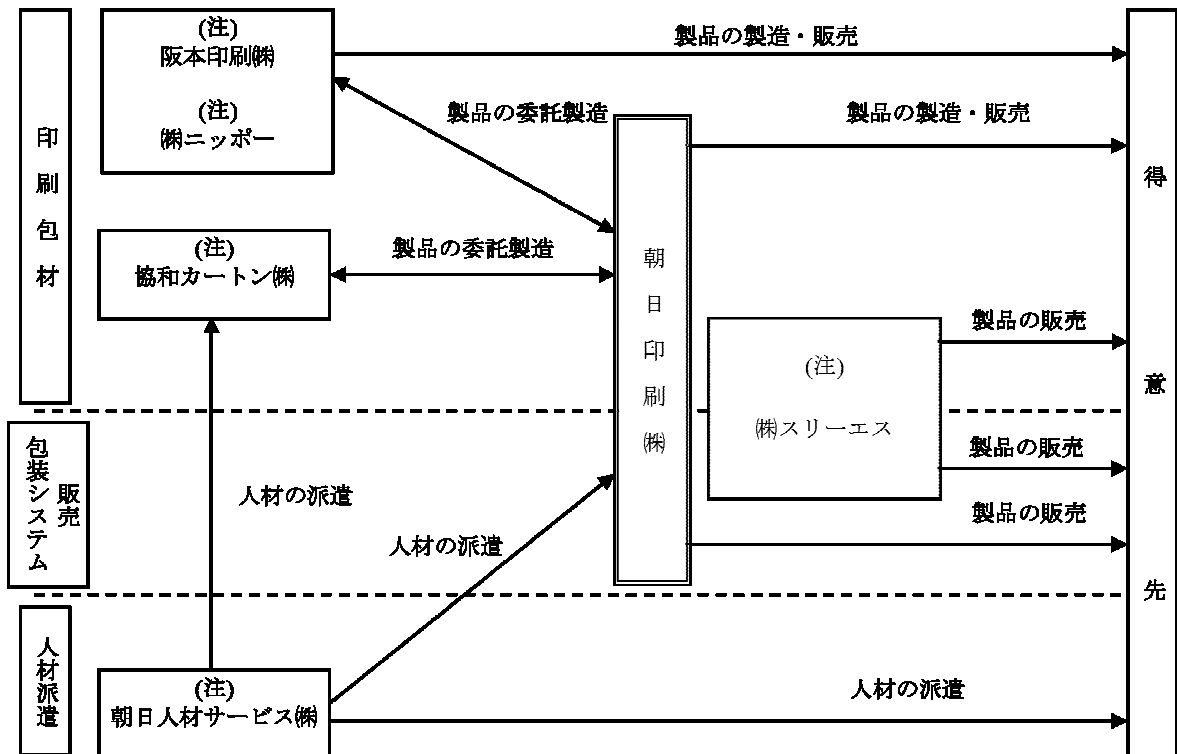 印刷包材
(注)
阪本印刷㈱
(注)
㈱ニッポー
製品の製造・販売
製品の委託製造
製品の製造・販売
(注)
協和カートン㈱
製品の委託製造
朝日印刷㈱
得意先
(注)
㈱スリーエス
製品の販売
製品の販売
製品の販売
包装システム
販売
人材の派遣
人材の派遣
人材派遣
(注)
朝日人材サービス㈱
人材の派遣